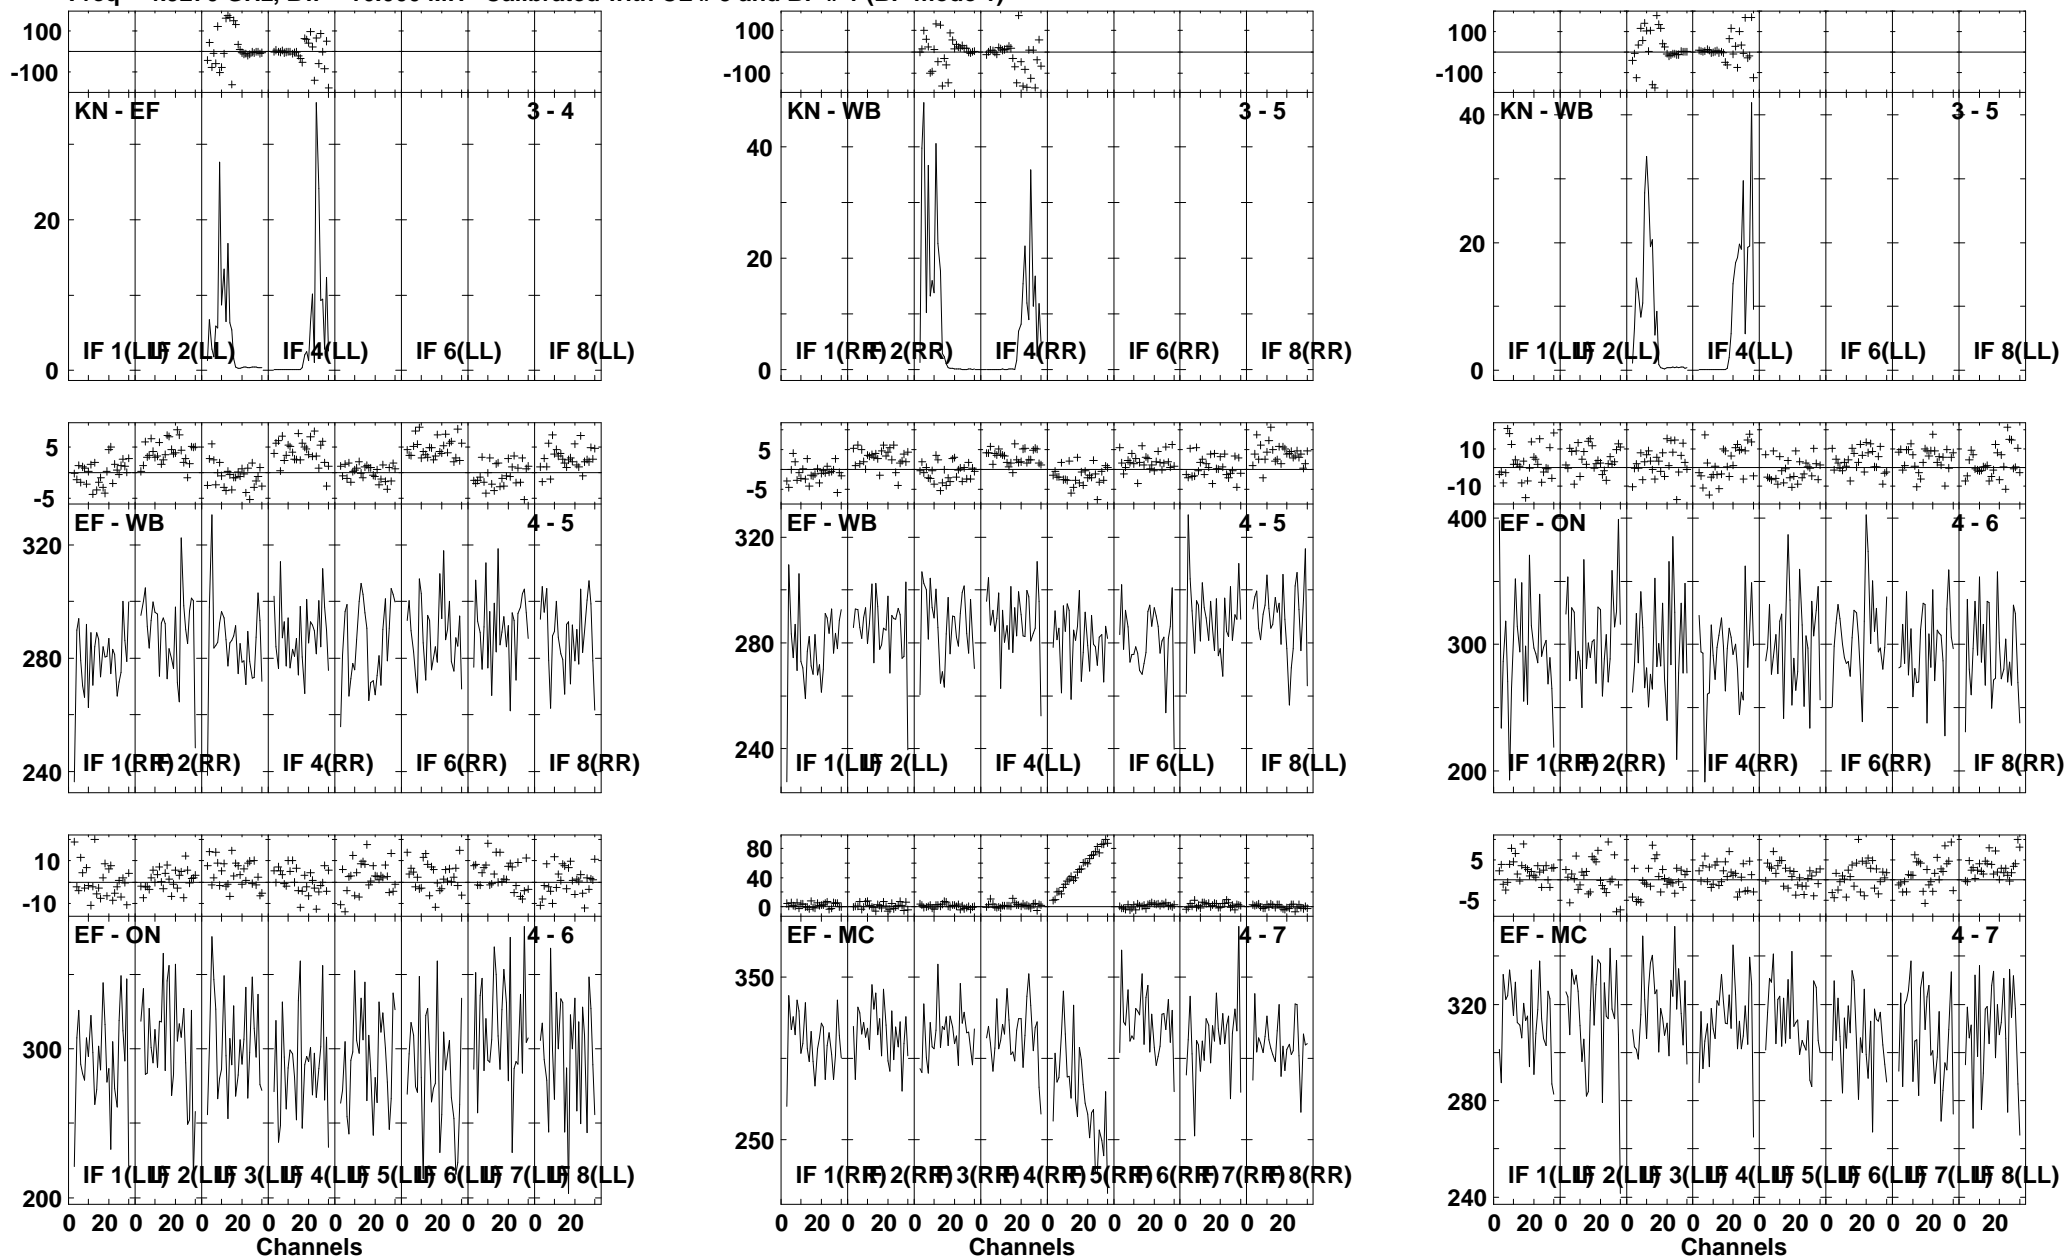 100
-100
KN - EF 3 - 4
20
0
IF 1(LL) IF 2(LL) IF 4(LL) IF 6(LL) IF 8(LL)
100
-100
KN - WB 3 - 5
40
20
0
IF 1(RR) IF 2(RR) IF 4(RR) IF 6(RR) IF 8(RR)
100
-100
KN - WB 3 - 5
40
20
0
IF 1(LL) IF 2(LL) IF 4(LL) IF 6(LL) IF 8(LL)
5
-5
EF - WB 4 - 5
320
280
240
IF 1(RR) IF 2(RR) IF 4(RR) IF 6(RR) IF 8(RR)
5
-5
EF - WB 4 - 5
320
280
240
IF 1(LL) IF 2(LL) IF 4(LL) IF 6(LL) IF 8(LL)
10
-10
EF - ON 4 - 6
400
300
200
IF 1(RR) IF 2(RR) IF 4(RR) IF 6(RR) IF 8(RR)
10
-10
EF - ON 4 - 6
300
200
IF 1(LL) IF 2(LL) IF 3(LL) IF 4(LL) IF 5(LL) IF 6(LL) IF 7(LL) IF 8(LL)
0 20 0 20 0 20 0 20 0 20 0 20 0 20 0 20
Channels
80
40
0
EF - MC 4 - 7
350
250
IF 1(RR) IF 2(RR) IF 3(RR) IF 4(RR) IF 5(RR) IF 6(RR) IF 7(RR) IF 8(RR)
0 20 0 20 0 20 0 20 0 20 0 20 0 20 0 20
Channels
5
-5
EF - MC 4 - 7
320
280
240
IF 1(LL) IF 2(LL) IF 3(LL) IF 4(LL) IF 5(LL) IF 6(LL) IF 7(LL) IF 8(LL)
0 20 0 20 0 20 0 20 0 20 0 20 0 20 0 20
Channels